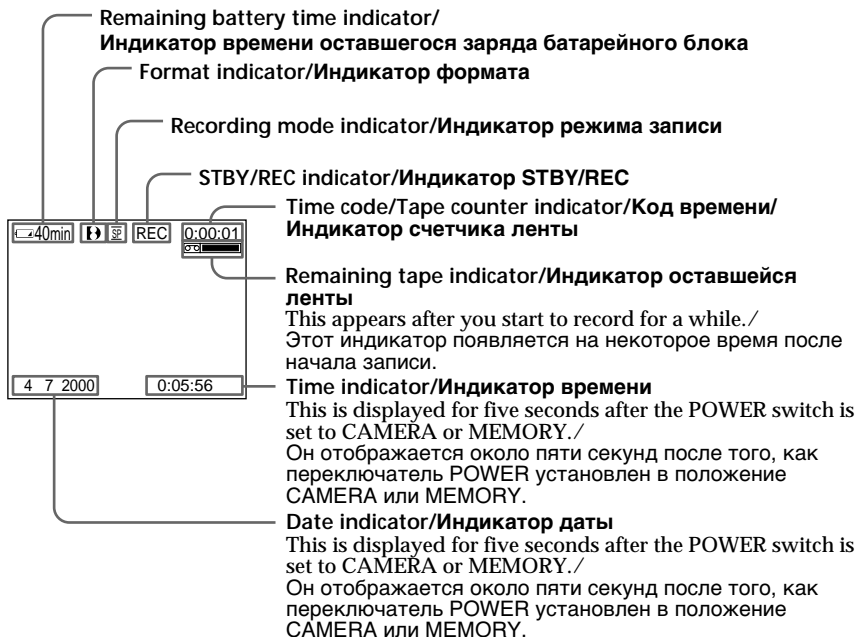 Remaining battery time indicator/
Индикатор времени оставшегося заряда батарейного блока
Format indicator/Индикатор формата
Recording mode indicator/Индикатор режима записи
STBY/REC indicator/Индикатор STBY/REC
Time code/Tape counter indicator/Код времени/
Индикатор счетчика ленты
40min SP REC 0:00:01
Remaining tape indicator/Индикатор оставшейся
ленты
This appears after you start to record for a while./
Этот индикатор появляется на некоторое время после
начала записи.
4 7 2000 0:05:56
Time indicator/Индикатор времени
This is displayed for five seconds after the POWER switch is
set to CAMERA or MEMORY./
Он отображается около пяти секунд после того, как
переключатель POWER установлен в положение
CAMERA или MEMORY.
Date indicator/Индикатор даты
This is displayed for five seconds after the POWER switch is
set to CAMERA or MEMORY./
Он отображается около пяти секунд после того, как
переключатель POWER установлен в положение
CAMERA или MEMORY.